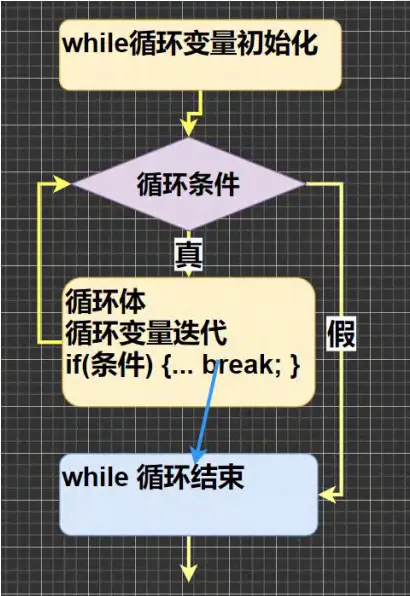 while循环变量初始化
循环条件
真
循环体
循环变量迭代
if(条件) {... break; }
假
while 循环结束